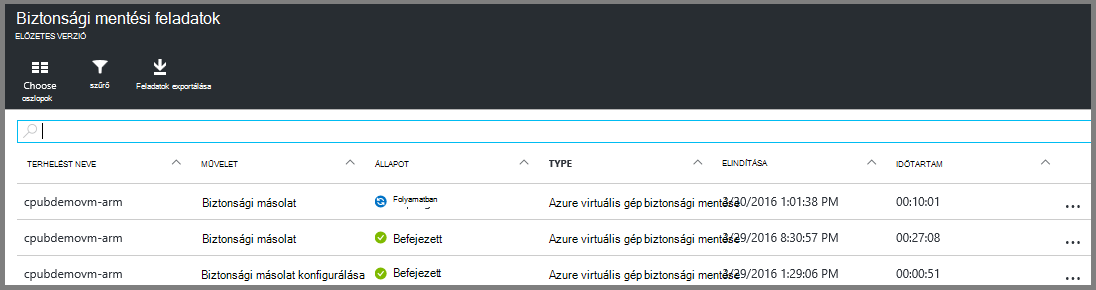 Biztonsági mentési feladatok
ELŐZETES VERZIÓ
Choose oszlopok szűrő Feladatok exportálása
TERHELÉST NEVE MŰVELET ÁLLAPOT TYPE ELINDÍTÁSA IDŐTARTAM
cpubdemovm-arm Biztonsági másolat Folyamatban Azure virtuális gép biztonsági mentése /30/2016 1:01:38 PM 00:10:01 ...
cpubdemovm-arm Biztonsági másolat Befejezett Azure virtuális gép biztonsági mentése /29/2016 8:30:57 PM 00:27:08 ...
cpubdemovm-arm Biztonsági másolat konfigurálása Befejezett Azure virtuális gép biztonsági mentése /29/2016 1:29:06 PM 00:00:51 ...